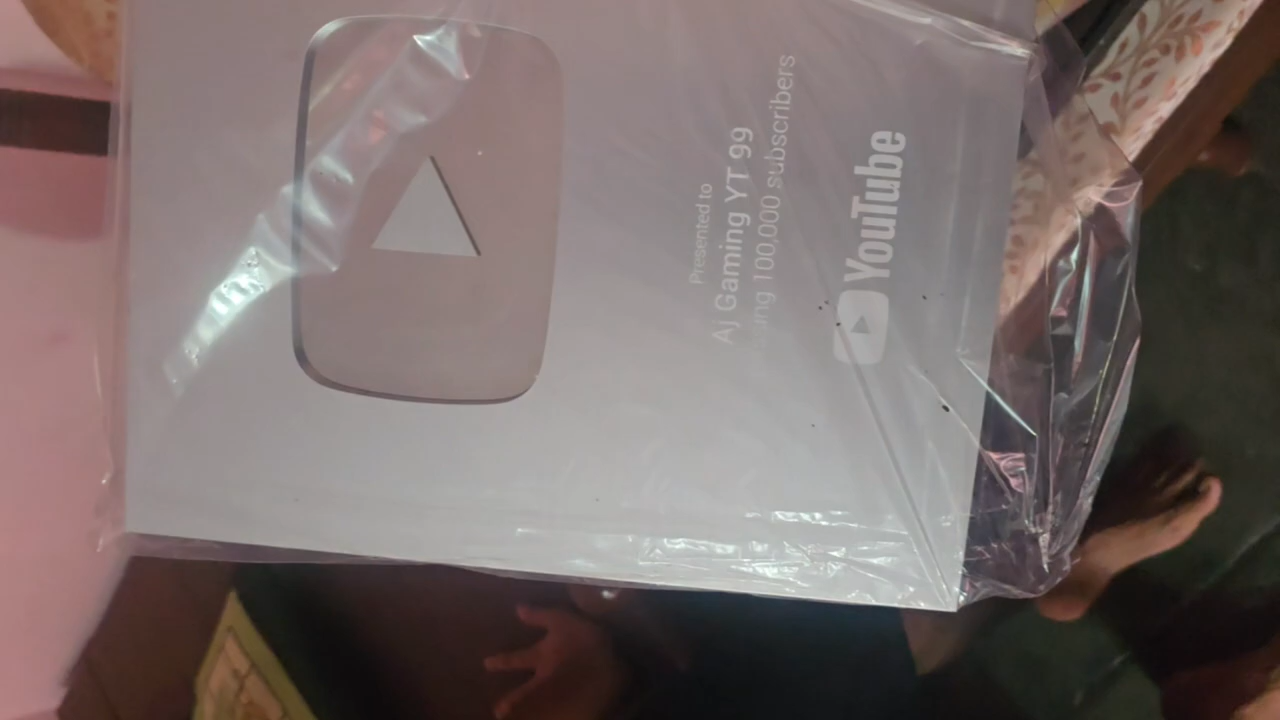 Presented to
Aj Gaming YT 99
100,000 subscribers
YouTube